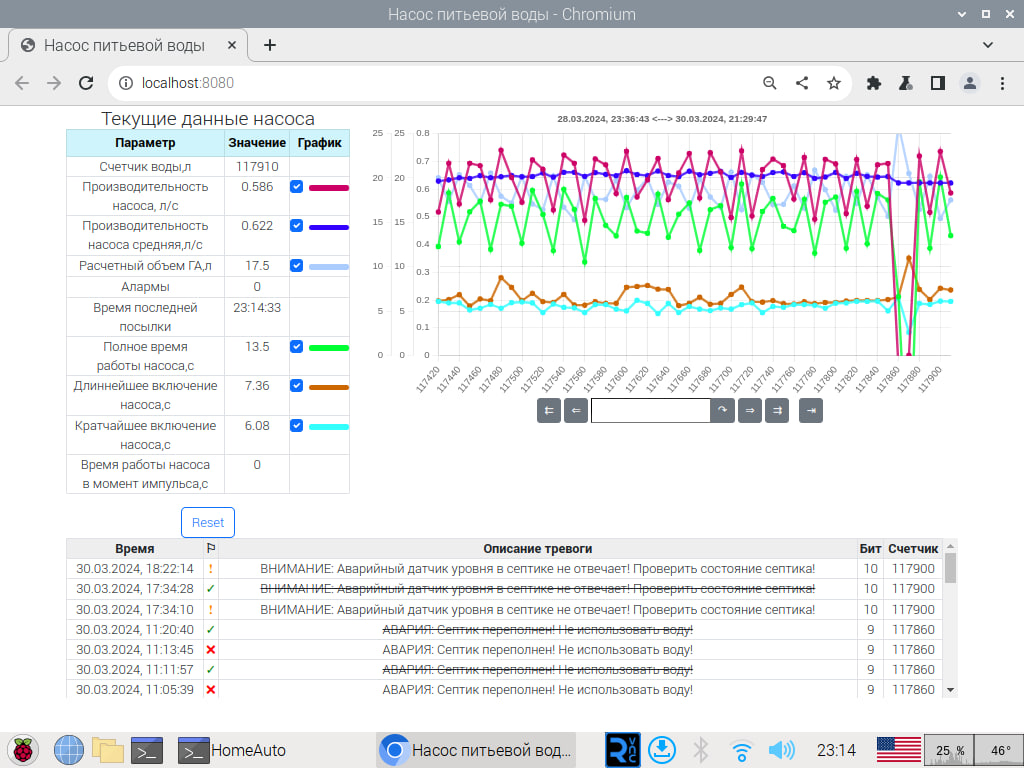 Насос питьевой воды - Chromium
Насос питьевой воды
localhost:8080
Текущие данные насоса
Параметр Значение График
Счетчик воды,л 117910
Производительность насоса, л/с 0.586
Производительность насоса средняя,л/с 0.622
Расчетный объем ГА,л 17.5
Алармы 0
Время последней посылки 23:14:33
Полное время работы насоса,с 13.5
Длиннейшее включение насоса,с 7.36
Кратчайшее включение насоса,с 6.08
Время работы насоса в момент импульса,с 0
Reset
28.03.2024, 23:36:43 <---> 30.03.2024, 21:29:47
25 25 0.8
0.7
20 20 0.6
15 15 0.5
0.4
10 10 0.3
0.2
5 5 0.1
0 0 0
117420 117440 117460 117480 117500 117520 117540 117560 117580 117600 117620 117640 117660 117680 117700 117720 117740 117760 117780 117800 117820 117840 117860 117880 117900
Время Описание тревоги Бит Счетчик
30.03.2024, 18:22:14 ! ВНИМАНИЕ: Аварийный датчик уровня в септике не отвечает! Проверить состояние септика! 10 117900
30.03.2024, 17:34:28 ✓ ВНИМАНИЕ: Аварийный датчик уровня в септике не отвечает! Проверить состояние септика! 10 117900
30.03.2024, 17:34:10 ! ВНИМАНИЕ: Аварийный датчик уровня в септике не отвечает! Проверить состояние септика! 10 117900
30.03.2024, 11:20:40 ✓ АВАРИЯ: Септик переполнен! Не использовать воду! 9 117860
30.03.2024, 11:13:45 ✕ АВАРИЯ: Септик переполнен! Не использовать воду! 9 117860
30.03.2024, 11:11:57 ✓ АВАРИЯ: Септик переполнен! Не использовать воду! 9 117860
30.03.2024, 11:05:39 ✕ АВАРИЯ: Септик переполнен! Не использовать воду! 9 117860
HomeAuto
Насос питьевой вод...
23:14
25 %
46°